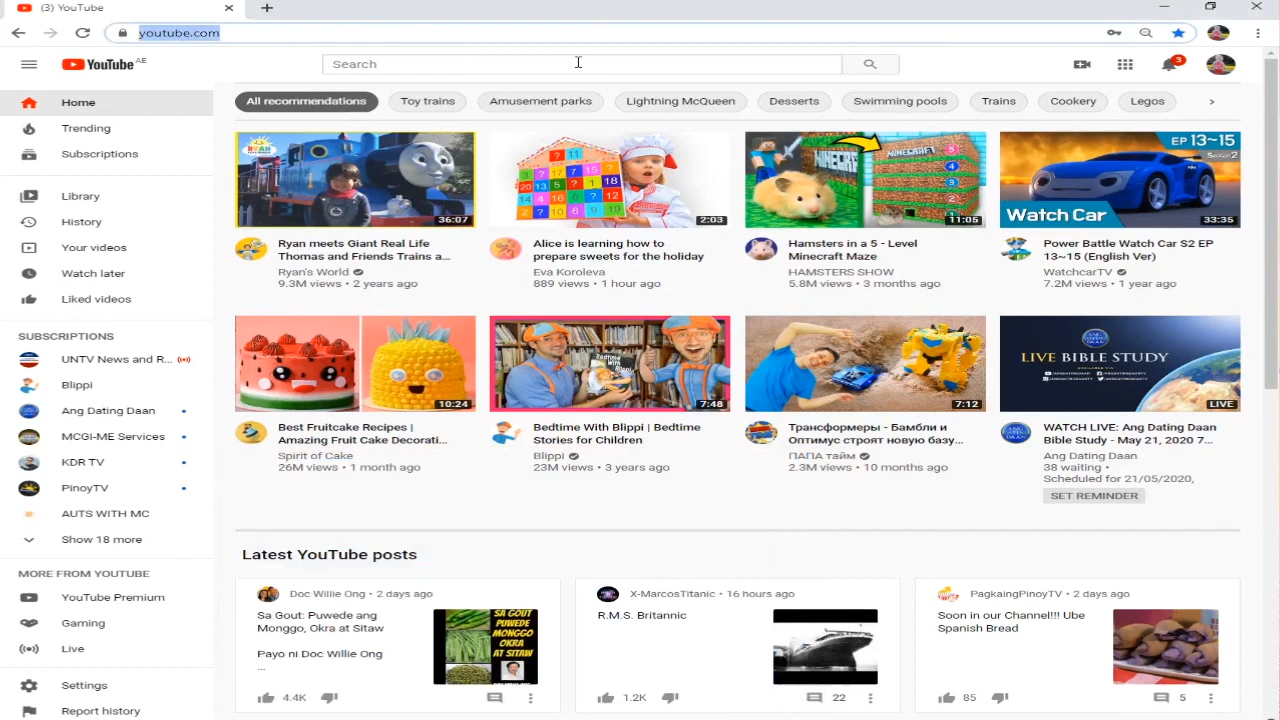 (3) YouTube
youtube.com
YouTube AE
Search
3
Home
Trending
Subscriptions
Library
History
Your videos
Watch later
Liked videos
SUBSCRIPTIONS
UNTV News and R...
Blippi
Ang Dating Daan
MCGI-ME Services
KDR TV
PinoyTV
AUTS WITH MC
Show 18 more
MORE FROM YOUTUBE
YouTube Premium
Gaming
Live
Settings
Report history
All recommendations
Toy trains
Amusement parks
Lightning McQueen
Desserts
Swimming pools
Trains
Cookery
Legos
36:07
Ryan meets Giant Real Life
Thomas and Friends Trains a...
Ryan's World
9.3M views • 2 years ago
2:03
Alice is learning how to
prepare sweets for the holiday
Eva Koroleva
889 views • 1 hour ago
11:05
Hamsters in a 5 - Level
Minecraft Maze
HAMSTERS SHOW
5.8M views • 3 months ago
EP 13~15
Season2
Watch Car
33:35
Power Battle Watch Car S2 EP
13~15 (English Ver)
WatchcarTV
7.2M views • 1 year ago
10:24
Best Fruitcake Recipes |
Amazing Fruit Cake Decorati...
Spirit of Cake
26M views • 1 month ago
Bedtime
With Blippi
7:48
Bedtime With Blippi | Bedtime
Stories for Children
Blippi
23M views • 3 years ago
7:12
Трансформеры - Бамбли и
Оптимус строят новую базу...
ПАПА тайм
2.3M views • 10 months ago
LIVE BIBLE STUDY
LIVE
WATCH LIVE: Ang Dating Daan
Bible Study - May 21, 2020 7...
Ang Dating Daan
38 waiting •
Scheduled for 21/05/2020,
SET REMINDER
Latest YouTube posts
Doc Willie Ong • 2 days ago
Sa Gout: Puwede ang
Monggo, Okra at Sitaw
Payo ni Doc Willie Ong
...
SA GOUT
PUWEDE
MONGGO
OKRA
AT SITAW
4.4K
X-MarcosTitanic • 16 hours ago
R.M.S. Britannic
1.2K
22
PagkaingPinoyTV • 2 days ago
Soon in our Channel!!! Ube
Spanish Bread
85
5